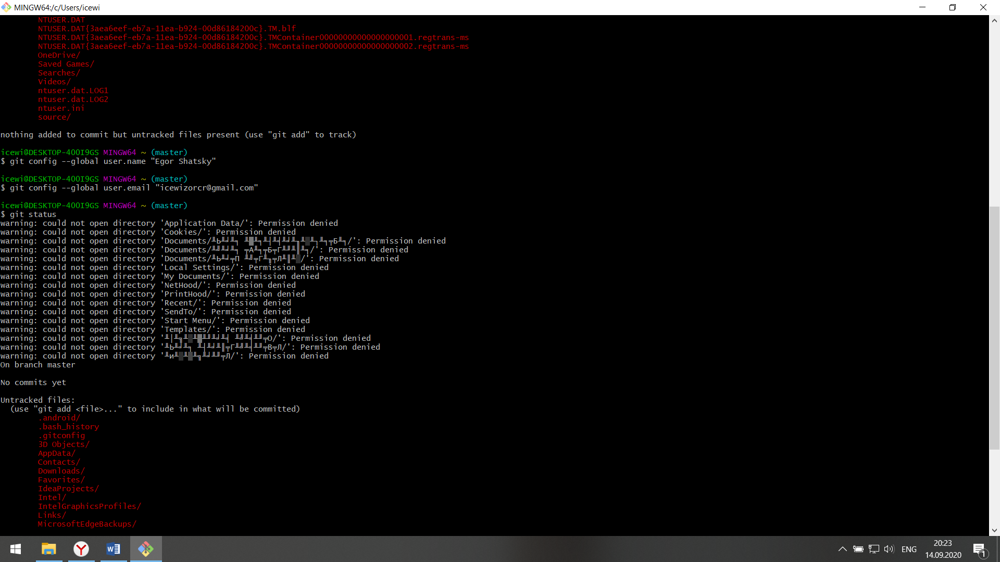 MINGW64:/c/Users/icewi
NTUSER.DAT
NTUSER.DAT{3aea6eef-eb7a-11ea-b924-00d86184200c}.TM.blf
NTUSER.DAT{3aea6eef-eb7a-11ea-b924-00d86184200c}.TMContainer00000000000000000001.regtrans-ms
NTUSER.DAT{3aea6eef-eb7a-11ea-b924-00d86184200c}.TMContainer00000000000000000002.regtrans-ms
OneDrive/
Saved Games/
Searches/
Videos/
ntuser.dat.LOG1
ntuser.dat.LOG2
ntuser.ini
source/
nothing added to commit but untracked files present (use "git add" to track)
icewi@DESKTOP-4OOI9GS MINGW64 ~ (master)
$ git config --global user.name "Egor Shatsky"
icewi@DESKTOP-4OOI9GS MINGW64 ~ (master)
$ git config --global user.email "icewizorcr@gmail.com"
icewi@DESKTOP-4OOI9GS MINGW64 ~ (master)
$ git status
warning: could not open directory 'Application Data/': Permission denied
warning: could not open directory 'Cookies/': Permission denied
warning: could not open directory 'Documents/ /': Permission denied
warning: could not open directory 'Documents/ /': Permission denied
warning: could not open directory 'Documents/ /': Permission denied
warning: could not open directory 'Local Settings/': Permission denied
warning: could not open directory 'My Documents/': Permission denied
warning: could not open directory 'NetHood/': Permission denied
warning: could not open directory 'PrintHood/': Permission denied
warning: could not open directory 'Recent/': Permission denied
warning: could not open directory 'SendTo/': Permission denied
warning: could not open directory 'Start Menu/': Permission denied
warning: could not open directory 'Templates/': Permission denied
warning: could not open directory ' /': Permission denied
warning: could not open directory ' /': Permission denied
warning: could not open directory ' /': Permission denied
On branch master
No commits yet
Untracked files:
(use "git add <file>..." to include in what will be committed)
.android/
.bash_history
.gitconfig
3D Objects/
AppData/
Contacts/
Downloads/
Favorites/
IdeaProjects/
Intel/
IntelGraphicsProfiles/
Links/
MicrosoftEdgeBackups/
ENG
20:23
14.09.2020
1